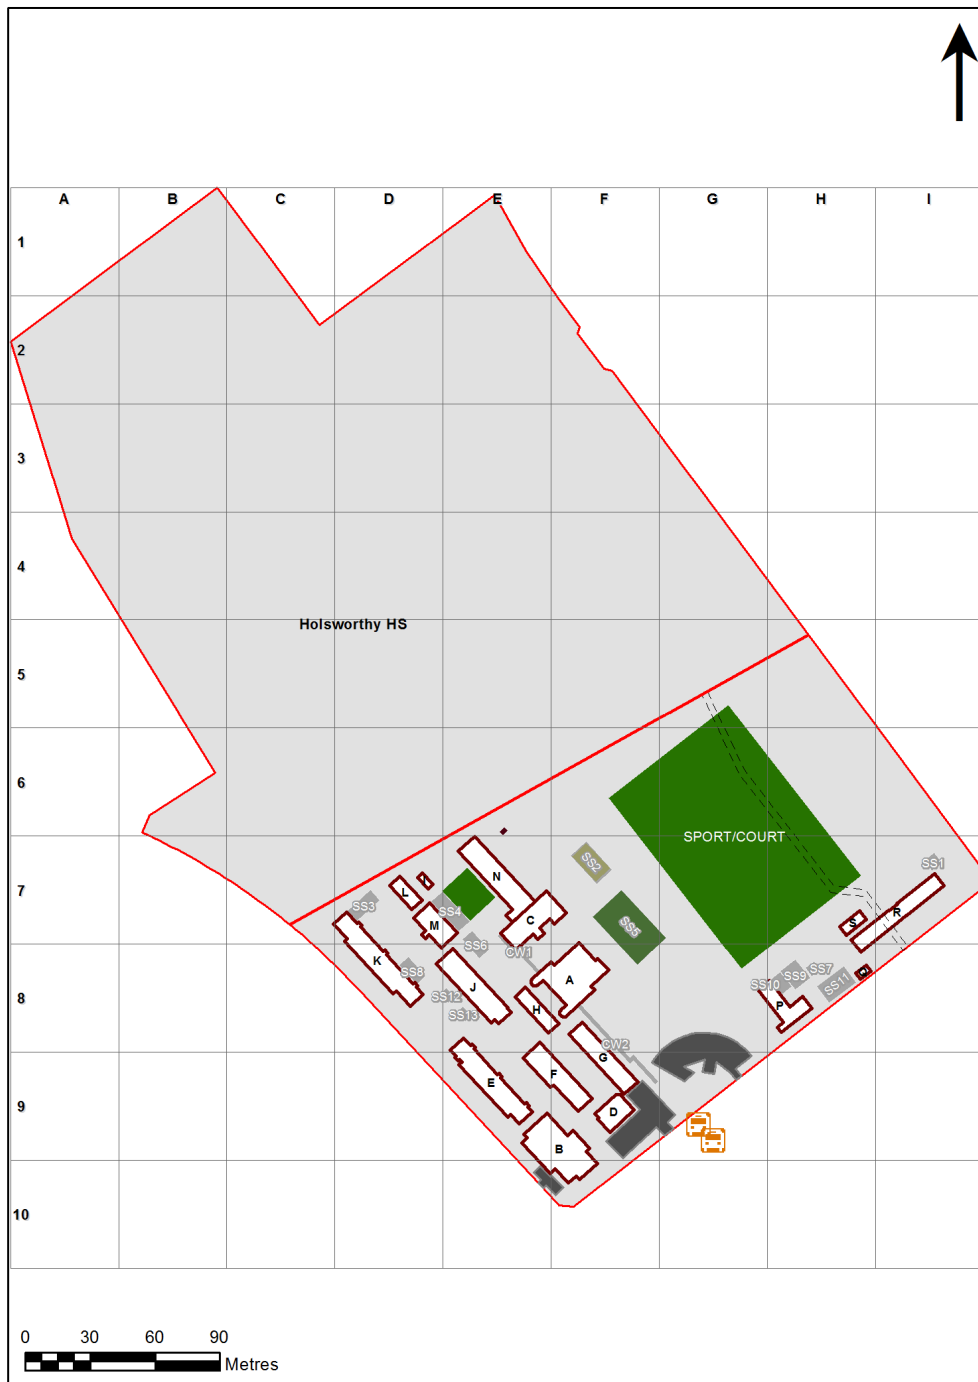 A B C D E F G H I
1
2
3
4
Holsworthy HS
5
6
SPORT/COURT
7
SS2
SS1
N
L
SS3
SS4
M
C
R
S
SS5
SS6
CW1
K
SS8
J
A
SS7
SS9
Q
SS10
SS11
8
SS12
H
P
SS13
CW2
G
F
E
9
D
B
10
0 30 60 90
Metres